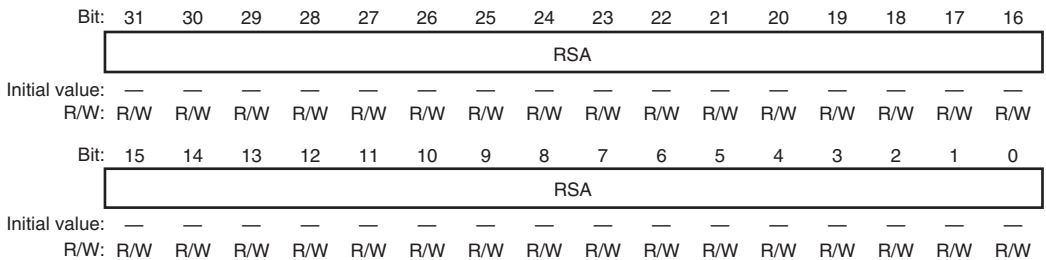 Bit: 31 30 29 28 27 26 25 24 23 22 21 20 19 18 17 16
RSA
Initial value: — — — — — — — — — — — — — — — —
R/W: R/W R/W R/W R/W R/W R/W R/W R/W R/W R/W R/W R/W R/W R/W R/W R/W
Bit: 15 14 13 12 11 10 9 8 7 6 5 4 3 2 1 0
RSA
Initial value: — — — — — — — — — — — — — — — —
R/W: R/W R/W R/W R/W R/W R/W R/W R/W R/W R/W R/W R/W R/W R/W R/W R/W